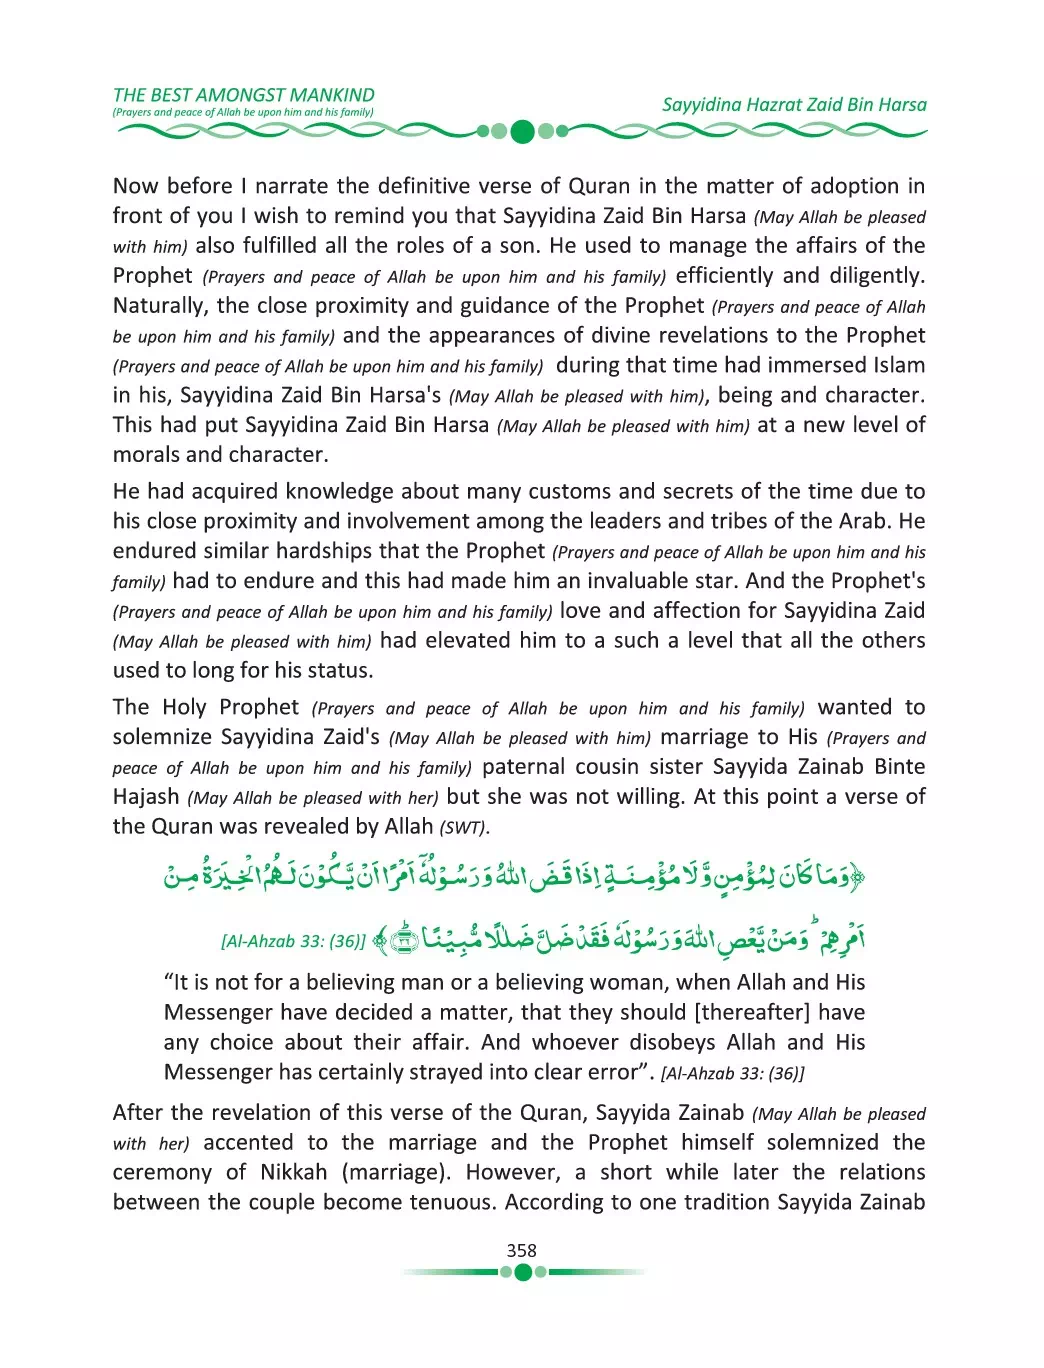 THE BEST AMONGST MANKIND
(Prayers and peace of Allah be upon him and his family)
Sayyidina Hazrat Zaid Bin Harsa
Now before I narrate the definitive verse of Quran in the matter of adoption in
front of you I wish to remind you that Sayyidina Zaid Bin Harsa (May Allah be pleased
with him) also fulfilled all the roles of a son. He used to manage the affairs of the
Prophet (Prayers and peace of Allah be upon him and his family) efficiently and diligently.
Naturally, the close proximity and guidance of the Prophet (Prayers and peace of Allah
be upon him and his family) and the appearances of divine revelations to the Prophet
(Prayers and peace of Allah be upon him and his family) during that time had immersed Islam
in his, Sayyidina Zaid Bin Harsa's (May Allah be pleased with him), being and character.
This had put Sayyidina Zaid Bin Harsa (May Allah be pleased with him) at a new level of
morals and character.
He had acquired knowledge about many customs and secrets of the time due to
his close proximity and involvement among the leaders and tribes of the Arab. He
endured similar hardships that the Prophet (Prayers and peace of Allah be upon him and his
family) had to endure and this had made him an invaluable star. And the Prophet's
(Prayers and peace of Allah be upon him and his family) love and affection for Sayyidina Zaid
(May Allah be pleased with him) had elevated him to a such a level that all the others
used to long for his status.
The Holy Prophet (Prayers and peace of Allah be upon him and his family) wanted to
solemnize Sayyidina Zaid's (May Allah be pleased with him) marriage to His (Prayers and
peace of Allah be upon him and his family) paternal cousin sister Sayyida Zainab Binte
Hajash (May Allah be pleased with her) but she was not willing. At this point a verse of
the Quran was revealed by Allah (SWT).
﴿وَمَا كَانَ لِمُؤْمِنٍ وَّلَا مُؤْمِنَةٍ اِذَا قَضَى اللّٰهُ وَرَسُوْلُهٗٓ اَمْرًا اَنْ يَّكُوْنَ لَهُمُ الْخِيَرَةُ مِنْ
اَمْرِهِمْ ؕ وَمَنْ يَّعْصِ اللّٰهَ وَرَسُوْلَهٗ فَقَدْ ضَلَّ ضَلٰلًا مُّبِيْنًا ؕ۝۳۶﴾ [Al-Ahzab 33: (36)]
“It is not for a believing man or a believing woman, when Allah and His
Messenger have decided a matter, that they should [thereafter] have
any choice about their affair. And whoever disobeys Allah and His
Messenger has certainly strayed into clear error”. [Al-Ahzab 33: (36)]
After the revelation of this verse of the Quran, Sayyida Zainab (May Allah be pleased
with her) accented to the marriage and the Prophet himself solemnized the
ceremony of Nikkah (marriage). However, a short while later the relations
between the couple become tenuous. According to one tradition Sayyida Zainab
358